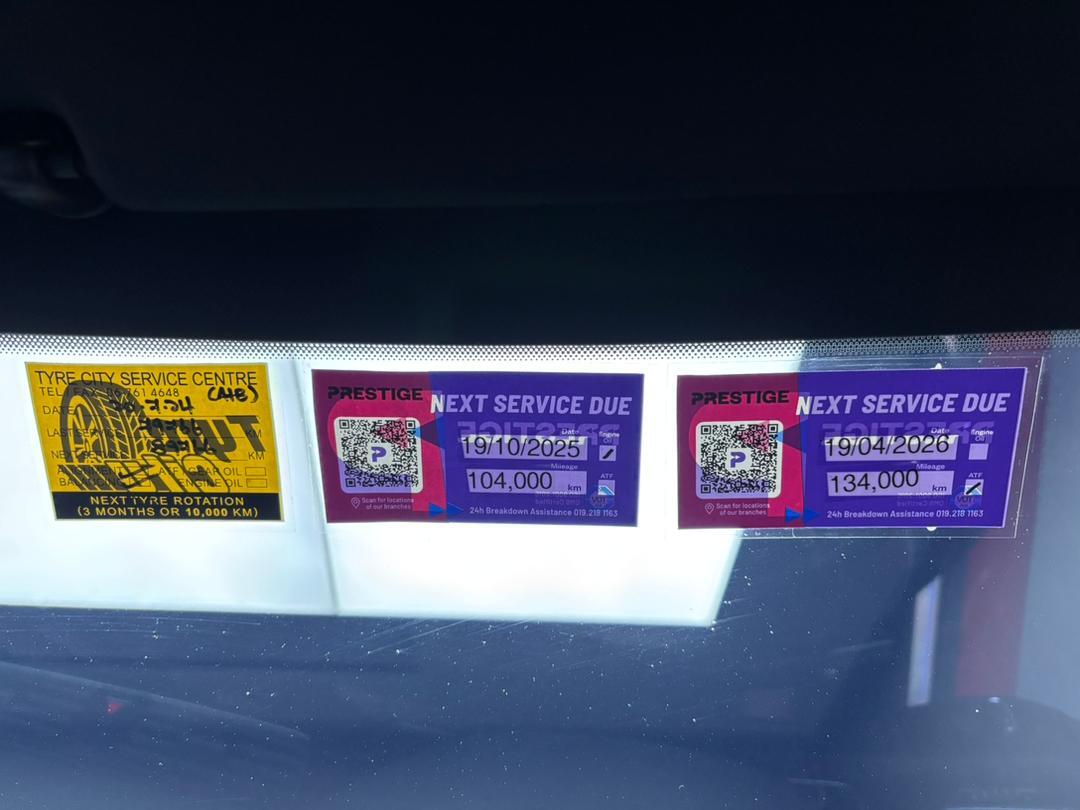 TYRE CITY SERVICE CENTRE
(A+B)
DATE
KM
NEXT TYRE ROTATION
(3 MONTHS OR 10,000 KM)
PRESTIGE
NEXT SERVICE DUE
Date
19/10/2025
Engine Oil
Mileage
104,000 km
ATF
Scan for locations
of our branches
24h Breakdown Assistance 019.218 1163
PRESTIGE
NEXT SERVICE DUE
Date
19/04/2026
Engine Oil
Mileage
134,000 km
ATF
Scan for locations
of our branches
24h Breakdown Assistance 019.218 1163